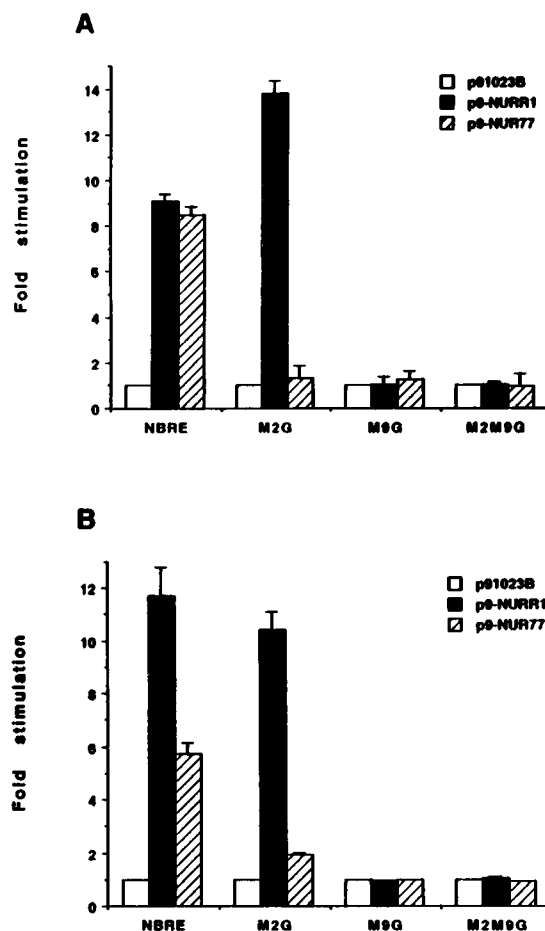 A
Fold stimulation
14
12
10
8
6
4
2
0
p91023B
p9-NURR1
p9-NUR77
NBRE M2G M9G M2M9G
B
Fold stimulation
12
10
8
6
4
2
0
p91023B
p9-NURR1
p9-NUR77
NBRE M2G M9G M2M9G